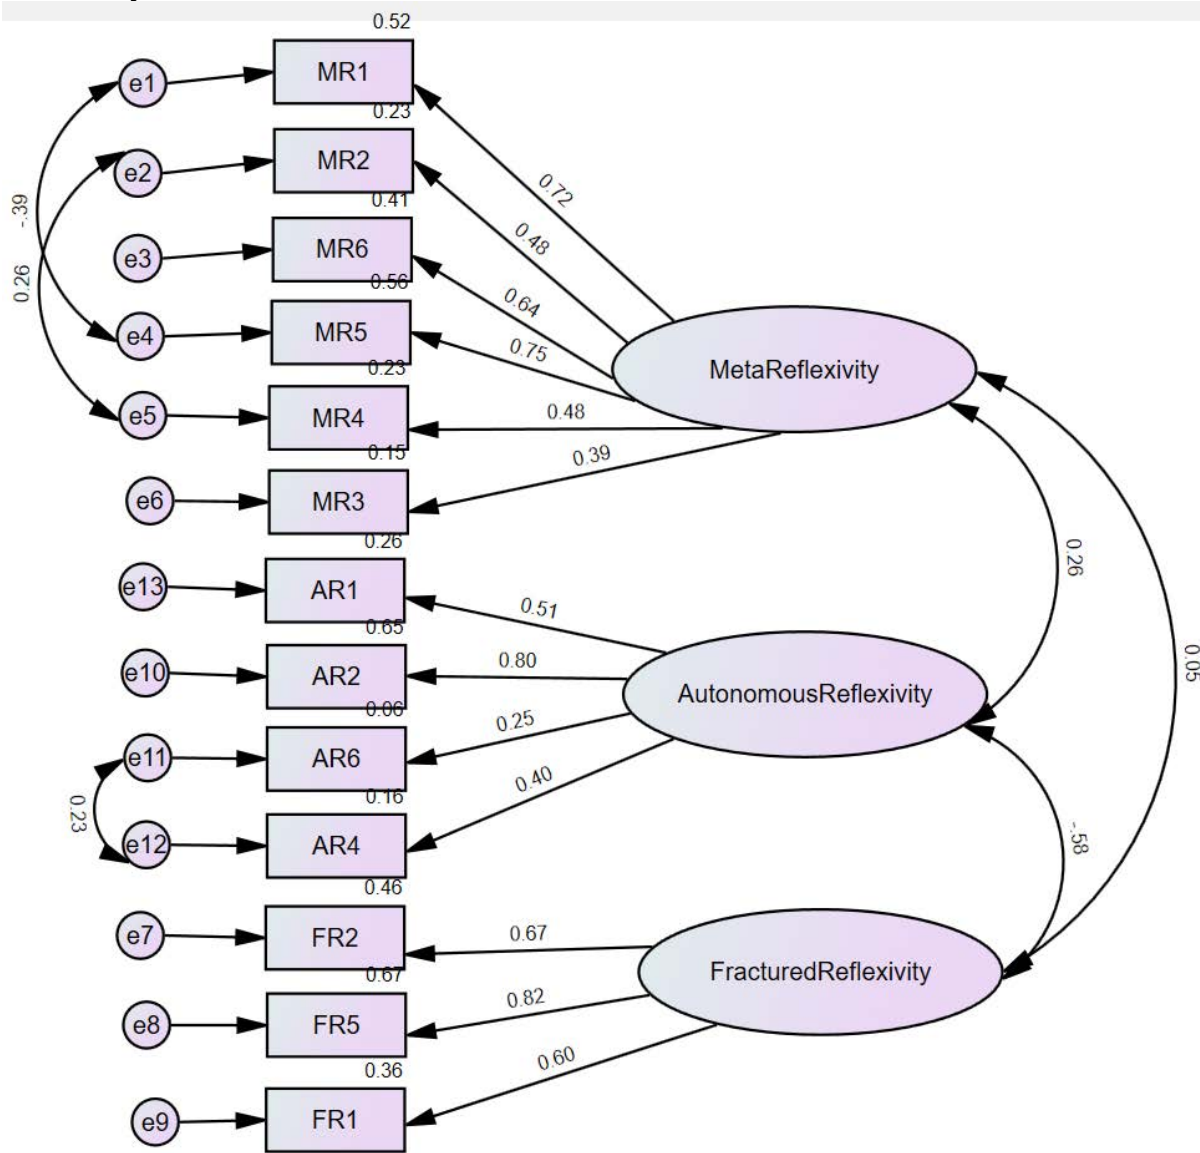 0.52
e1
MR1
0.72
0.23
e2
MR2
0.48
0.41
-.39
e3
MR6
0.64
0.56
0.26
e4
MR5
0.75
0.23
e5
MR4
0.48
0.15
e6
MR3
0.39
MetaReflexivity
0.26
e13
AR1
0.51
0.26
0.05
0.65
e10
AR2
0.80
AutonomousReflexivity
0.06
e11
AR6
0.25
0.16
0.23
e12
AR4
0.40
-.58
0.46
e7
FR2
0.67
0.67
e8
FR5
0.82
FracturedReflexivity
0.36
e9
FR1
0.60